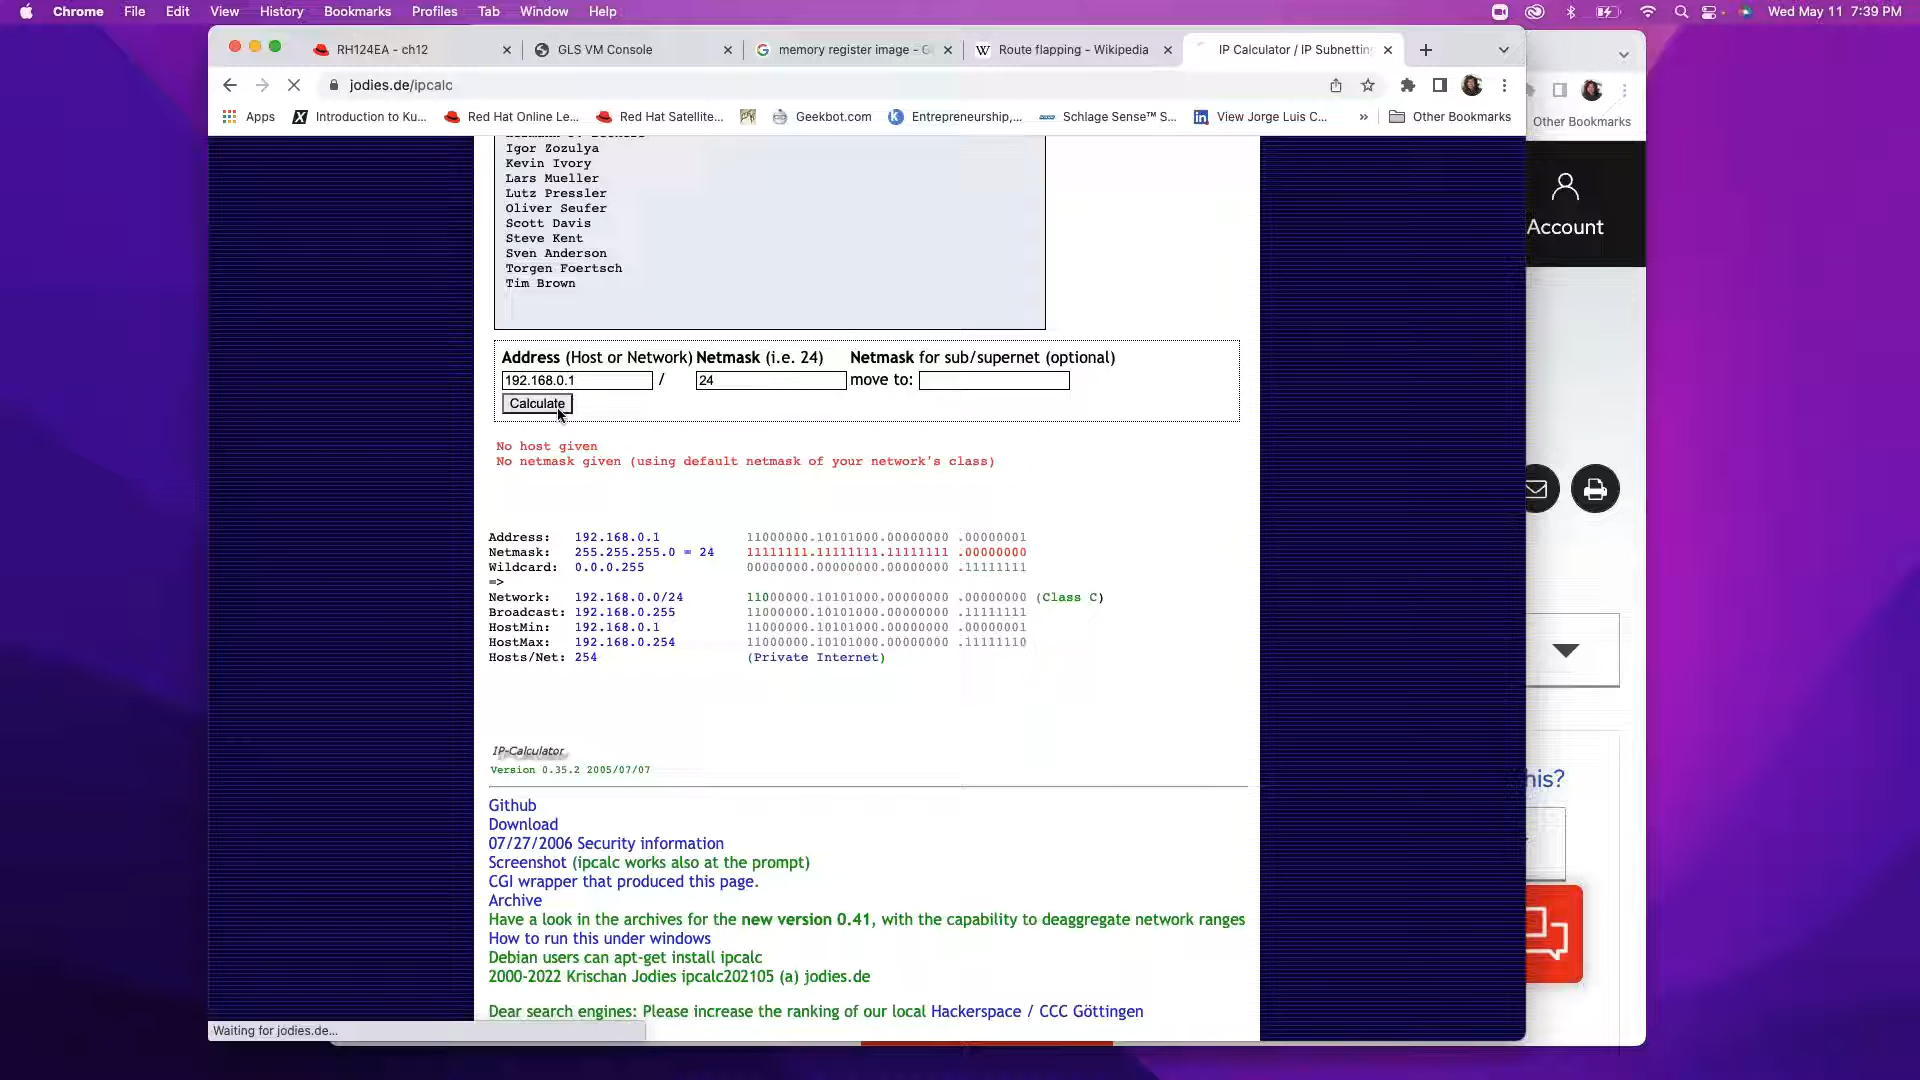 Chrome File Edit View History Bookmarks Profiles Tab Window Help Wed May 11 7:39 PM
RH124EA - ch12 GLS VM Console memory register image - G Route flapping - Wikipedia IP Calculator / IP Subnetting
jodies.de/ipcalc
Apps Introduction to Ku... Red Hat Online Le... Red Hat Satellite... Geekbot.com Entrepreneurship,... Schlage Sense™ S... View Jorge Luis C... » Other Bookmarks
Other Bookmarks
Account
Igor Zozulya
Kevin Ivory
Lars Mueller
Lutz Pressler
Oliver Seufer
Scott Davis
Steve Kent
Sven Anderson
Torgen Foertsch
Tim Brown
Address (Host or Network) Netmask (i.e. 24) Netmask for sub/supernet (optional)
192.168.0.1 / 24 move to:
Calculate
No host given
No netmask given (using default netmask of your network's class)
Address: 192.168.0.1 11000000.10101000.00000000 .00000001
Netmask: 255.255.255.0 = 24 11111111.11111111.11111111 .00000000
Wildcard: 0.0.0.255 00000000.00000000.00000000 .11111111
=>
Network: 192.168.0.0/24 11000000.10101000.00000000 .00000000 (Class C)
Broadcast: 192.168.0.255 11000000.10101000.00000000 .11111111
HostMin: 192.168.0.1 11000000.10101000.00000000 .00000001
HostMax: 192.168.0.254 11000000.10101000.00000000 .11111110
Hosts/Net: 254 (Private Internet)
IP-Calculator
Version 0.35.2 2005/07/07
his?
Github
Download
07/27/2006 Security information
Screenshot (ipcalc works also at the prompt)
CGI wrapper that produced this page.
Archive
Have a look in the archives for the new version 0.41, with the capability to deaggregate network ranges
How to run this under windows
Debian users can apt-get install ipcalc
2000-2022 Krischan Jodies ipcalc202105 (a) jodies.de
Dear search engines: Please increase the ranking of our local Hackerspace / CCC Göttingen
Waiting for jodies.de...